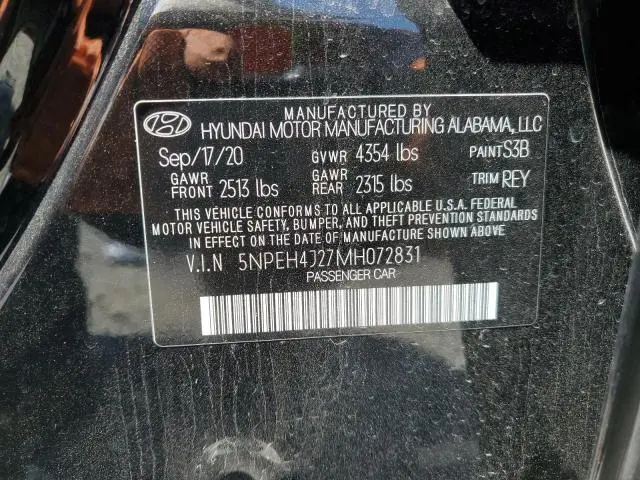 MANUFACTURED BY
HYUNDAI MOTOR MANUFACTURING ALABAMA, LLC
Sep/17/20 GVWR 4354 lbs PAINT S3B
GAWR FRONT 2513 lbs GAWR REAR 2315 lbs TRIM REY
THIS VEHICLE CONFORMS TO ALL APPLICABLE U.S.A. FEDERAL
MOTOR VEHICLE SAFETY, BUMPER, AND THEFT PREVENTION STANDARDS
IN EFFECT ON THE DATE OF MANUFACTURE SHOWN ABOVE
V.I.N 5NPEH4J27MH072831
PASSENGER CAR